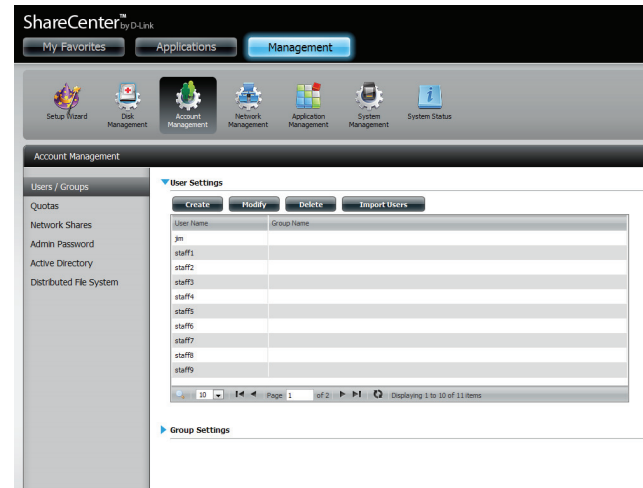 ShareCenter™ by D-Link
My Favorites Applications Management
Setup Wizard Disk Management Account Management Network Management Application Management System Management System Status
Account Management
Users / Groups
Quotas
Network Shares
Admin Password
Active Directory
Distributed File System
User Settings
Create Modify Delete Import Users
User Name Group Name
jim
staff1
staff2
staff3
staff4
staff5
staff6
staff7
staff8
staff9
10 Page 1 of 2 Displaying 1 to 10 of 11 items
Group Settings